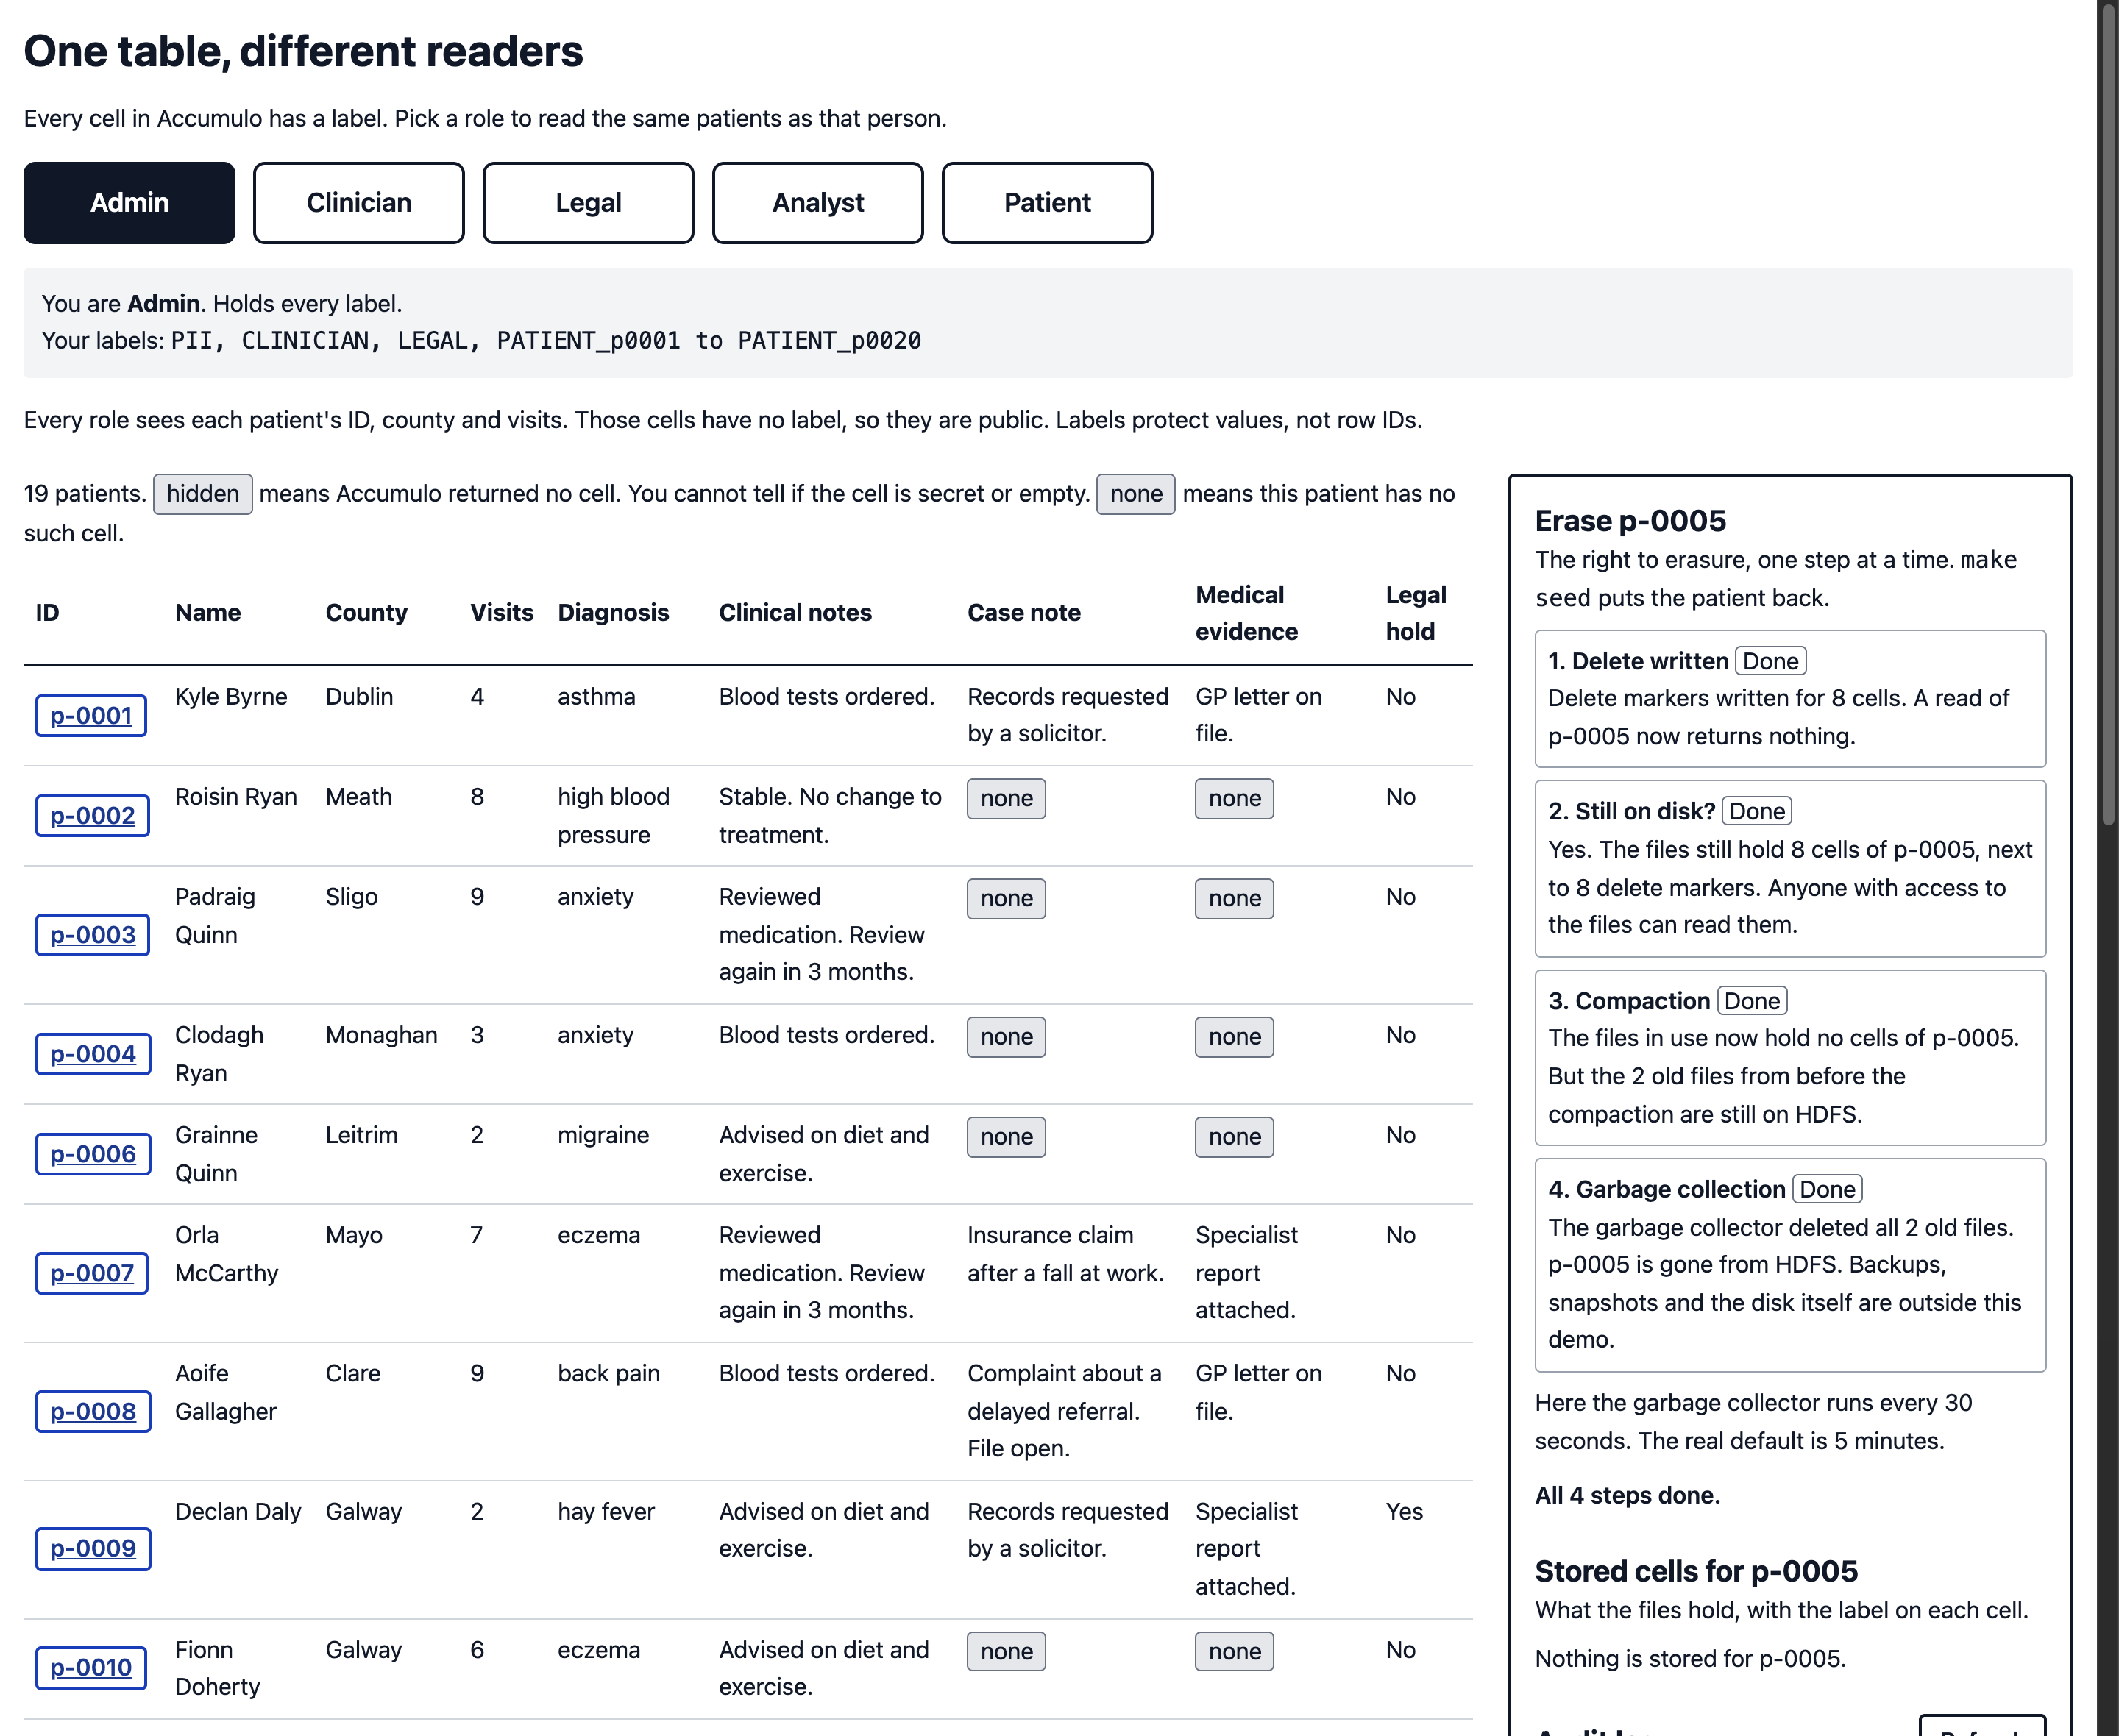 One table, different readers
Every cell in Accumulo has a label. Pick a role to read the same patients as that person.
Admin
Clinician
Legal
Analyst
Patient
You are Admin. Holds every label.
Your labels: PII, CLINICIAN, LEGAL, PATIENT_p0001 to PATIENT_p0020
Every role sees each patient's ID, county and visits. Those cells have no label, so they are public. Labels protect values, not row IDs.
19 patients. hidden means Accumulo returned no cell. You cannot tell if the cell is secret or empty. none means this patient has no
such cell.
ID Name County Visits Diagnosis Clinical notes Case note Medical evidence Legal hold
p-0001 Kyle Byrne Dublin 4 asthma Blood tests ordered. Records requested by a solicitor. GP letter on file. No
p-0002 Roisin Ryan Meath 8 high blood pressure Stable. No change to treatment. none none No
p-0003 Padraig Quinn Sligo 9 anxiety Reviewed medication. Review again in 3 months. none none No
p-0004 Clodagh Ryan Monaghan 3 anxiety Blood tests ordered. none none No
p-0006 Grainne Quinn Leitrim 2 migraine Advised on diet and exercise. none none No
p-0007 Orla McCarthy Mayo 7 eczema Reviewed medication. Review again in 3 months. Insurance claim after a fall at work. Specialist report attached. No
p-0008 Aoife Gallagher Clare 9 back pain Blood tests ordered. Complaint about a delayed referral. File open. GP letter on file. No
p-0009 Declan Daly Galway 2 hay fever Advised on diet and exercise. Records requested by a solicitor. Specialist report attached. Yes
p-0010 Fionn Doherty Galway 6 eczema Advised on diet and exercise. none none No
Erase p-0005
The right to erasure, one step at a time. make
seed puts the patient back.
1. Delete written Done
Delete markers written for 8 cells. A read of
p-0005 now returns nothing.
2. Still on disk? Done
Yes. The files still hold 8 cells of p-0005, next
to 8 delete markers. Anyone with access to
the files can read them.
3. Compaction Done
The files in use now hold no cells of p-0005.
But the 2 old files from before the
compaction are still on HDFS.
4. Garbage collection Done
The garbage collector deleted all 2 old files.
p-0005 is gone from HDFS. Backups,
snapshots and the disk itself are outside this
demo.
Here the garbage collector runs every 30
seconds. The real default is 5 minutes.
All 4 steps done.
Stored cells for p-0005
What the files hold, with the label on each cell.
Nothing is stored for p-0005.